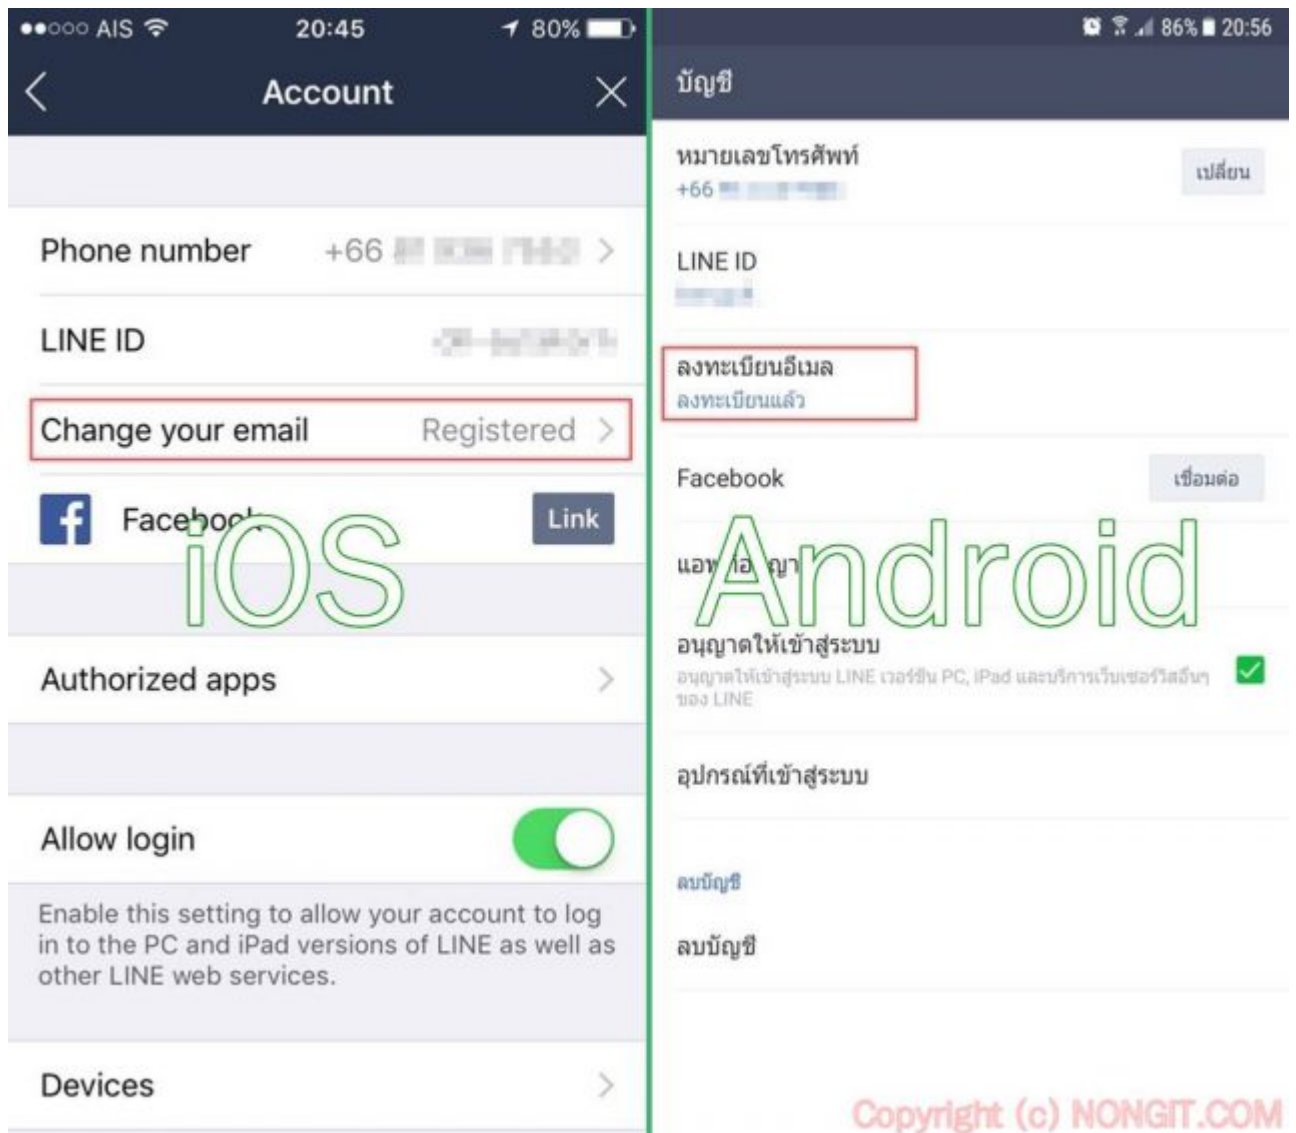 AIS 20:45 80%
Account
Phone number +66
LINE ID
Change your email Registered
Facebook Link
iOS
Authorized apps
Allow login
Enable this setting to allow your account to log
in to the PC and iPad versions of LINE as well as
other LINE web services.
Devices
86% 20:56
บัญชี
หมายเลขโทรศัพท์
+66
เปลี่ยน
LINE ID
ลงทะเบียนอีเมล
ลงทะเบียนแล้ว
Facebook เชื่อมต่อ
Android
อนุญาตให้เข้าสู่ระบบ
อนุญาตให้เข้าสู่ระบบ LINE เวอร์ชัน PC, iPad และบริการเว็บเซอร์วิสอื่นๆ
ของ LINE
อุปกรณ์ที่เข้าสู่ระบบ
ลบบัญชี
ลบบัญชี
Copyright (c) NONGIT.COM